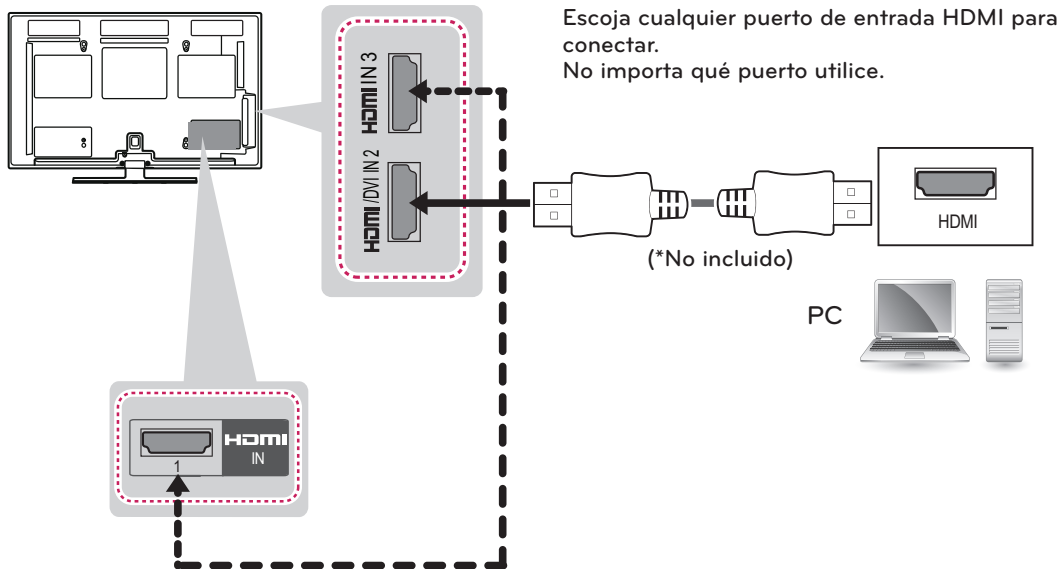 Escoja cualquier puerto de entrada HDMI para
conectar.
No importa qué puerto utilice.
HDMI IN 3
HDMI /DVI IN 2
HDMI
(*No incluido)
PC
HDMI
IN
1